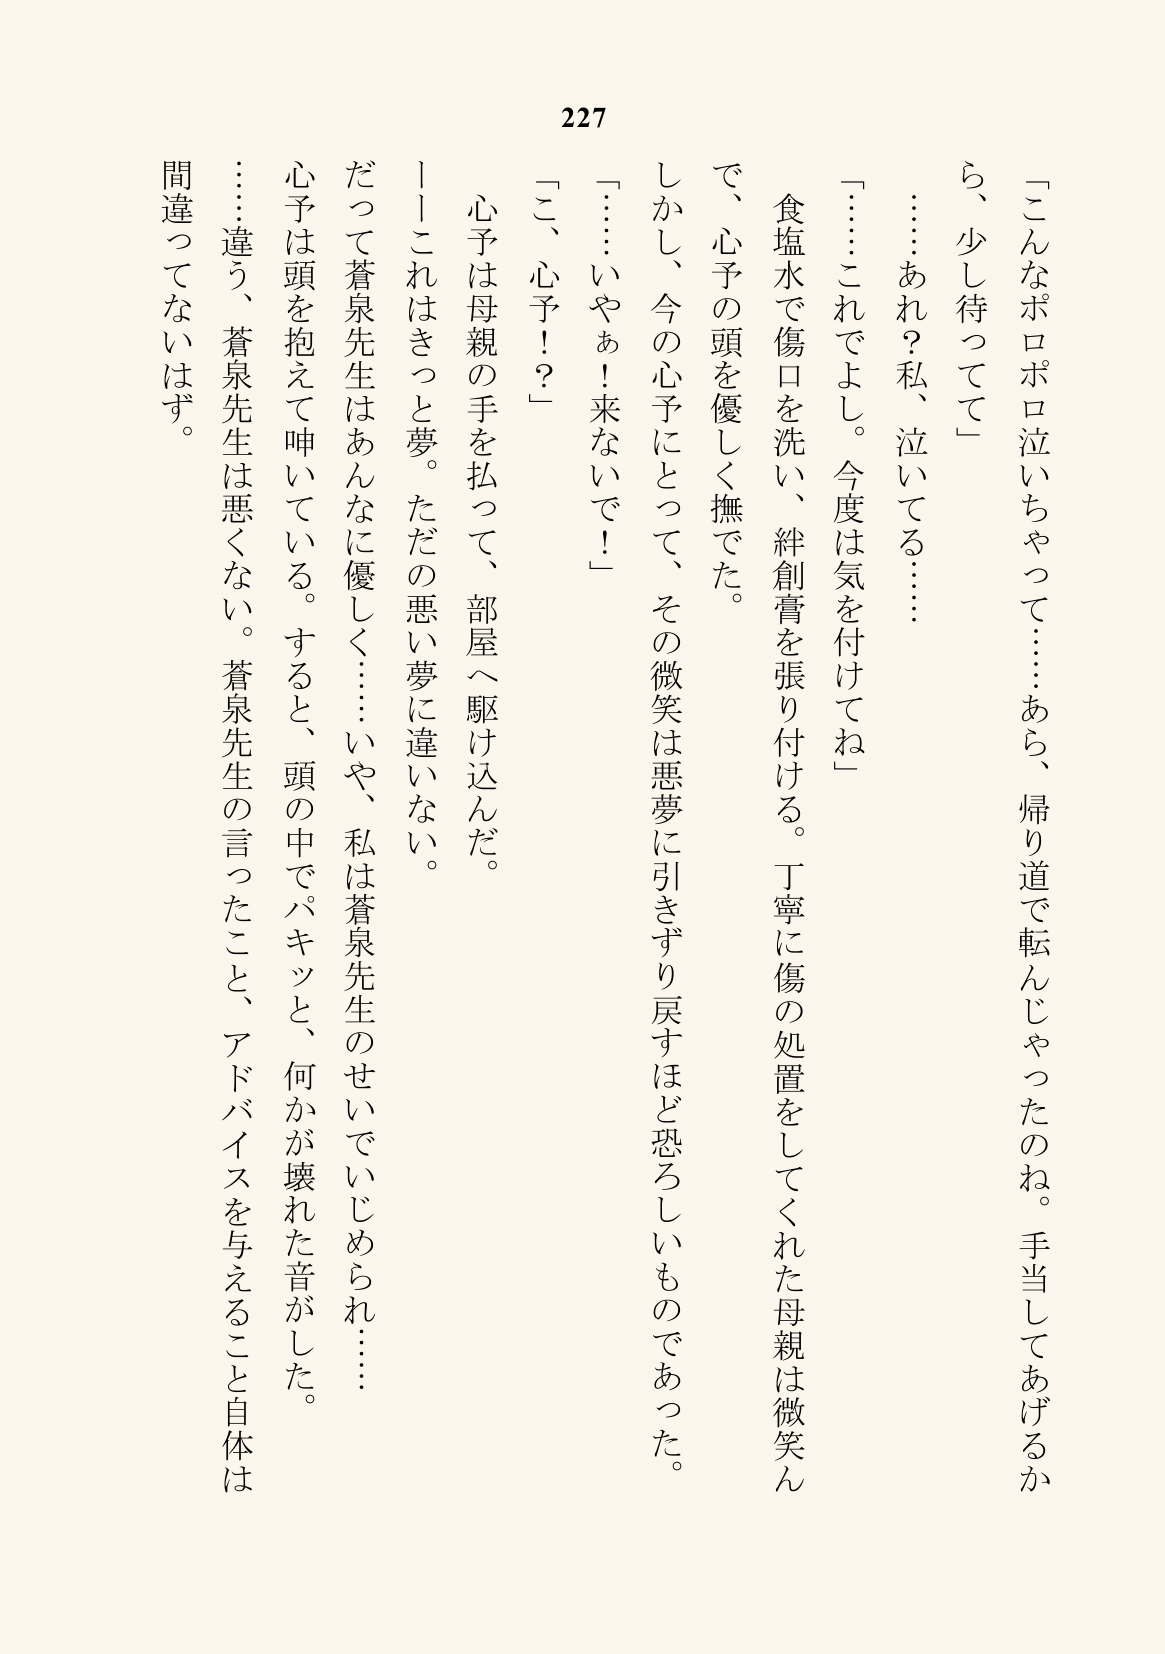 227
「こんなポロポロ泣いちゃって……あら、帰り道で転んじゃったのね。手当してあげるか
ら、少し待ってて」
　……あれ？私、泣いてる……
「……これでよし。今度は気を付けてね」
　食塩水で傷口を洗い、絆創膏を張り付ける。丁寧に傷の処置をしてくれた母親は微笑ん
で、心予の頭を優しく撫でた。
しかし、今の心予にとって、その微笑は悪夢に引きずり戻すほど恐ろしいものであった。
「……いやぁ！来ないで！」
「こ、心予！？」
　心予は母親の手を払って、部屋へ駆け込んだ。
ーーこれはきっと夢。ただの悪い夢に違いない。
だって蒼泉先生はあんなに優しく……いや、私は蒼泉先生のせいでいじめられ……
心予は頭を抱えて呻いている。すると、頭の中でパキッと、何かが壊れた音がした。
……違う、蒼泉先生は悪くない。蒼泉先生の言ったこと、アドバイスを与えること自体は
間違ってないはず。